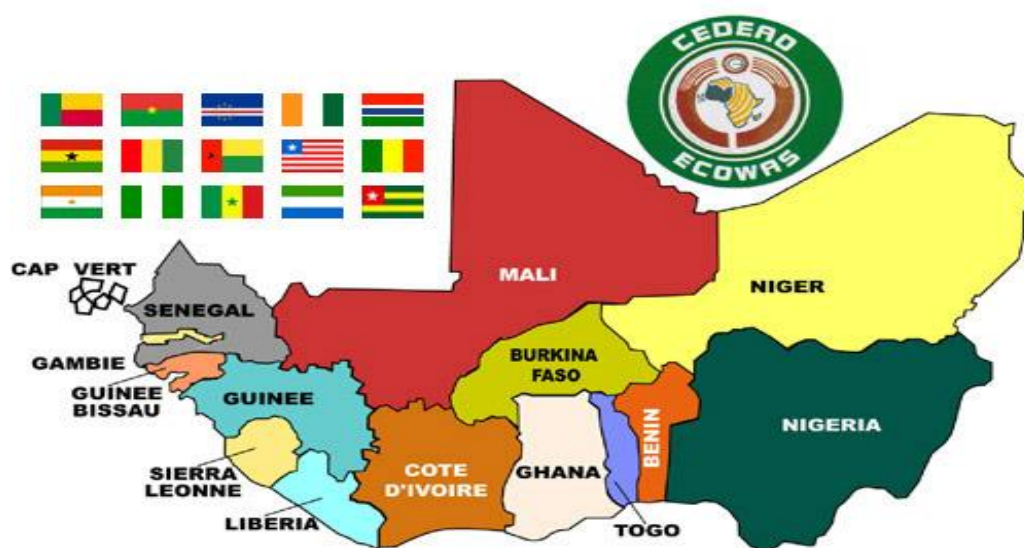 CEDEAO
ECOWAS
MALI
NIGER
CAP VERT
SENEGAL
GAMBIE
GUINEE
BISSAU
GUINEE
BURKINA
FASO
BENIN
NIGERIA
SIERRA
LEONNE
COTE
D'IVOIRE
GHANA
LIBERIA
TOGO